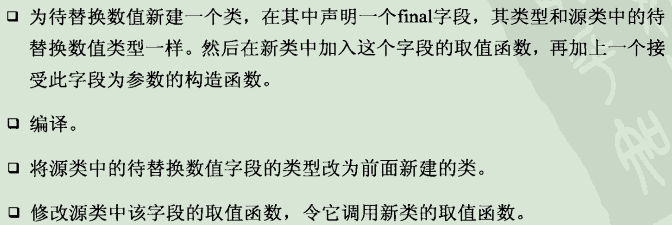 为待替换数值新建一个类，在其中声明一个final字段，其类型和源类中的待
替换数值类型一样。然后在新类中加入这个字段的取值函数，再加上一个接
受此字段为参数的构造函数。
编译。
将源类中的待替换数值字段的类型改为前面新建的类。
修改源类中该字段的取值函数，令它调用新类的取值函数。